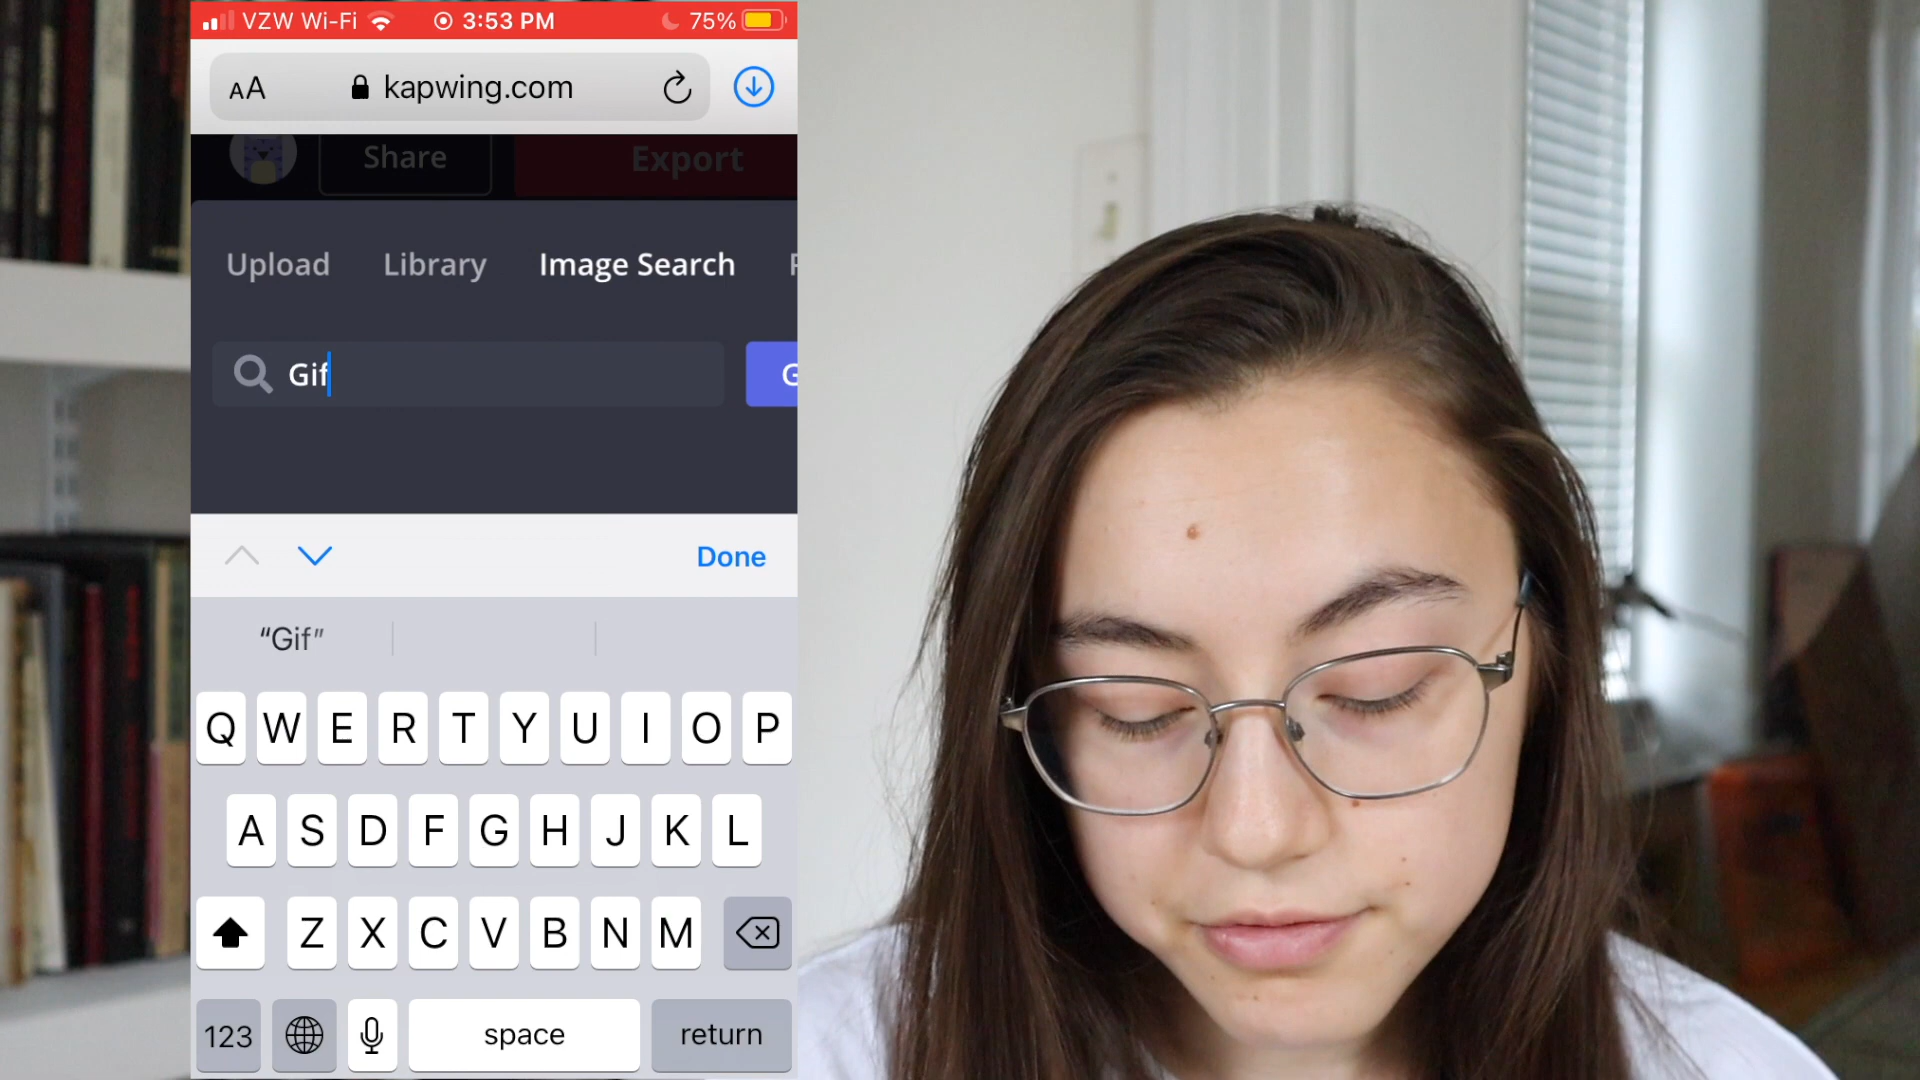 VZW Wi-Fi 3:53 PM 75%
AA kapwing.com
Share Export
Upload Library Image Search
Gif
Done
“Gif”
Q W E R T Y U I O P
A S D F G H J K L
Z X C V B N M
123 space return